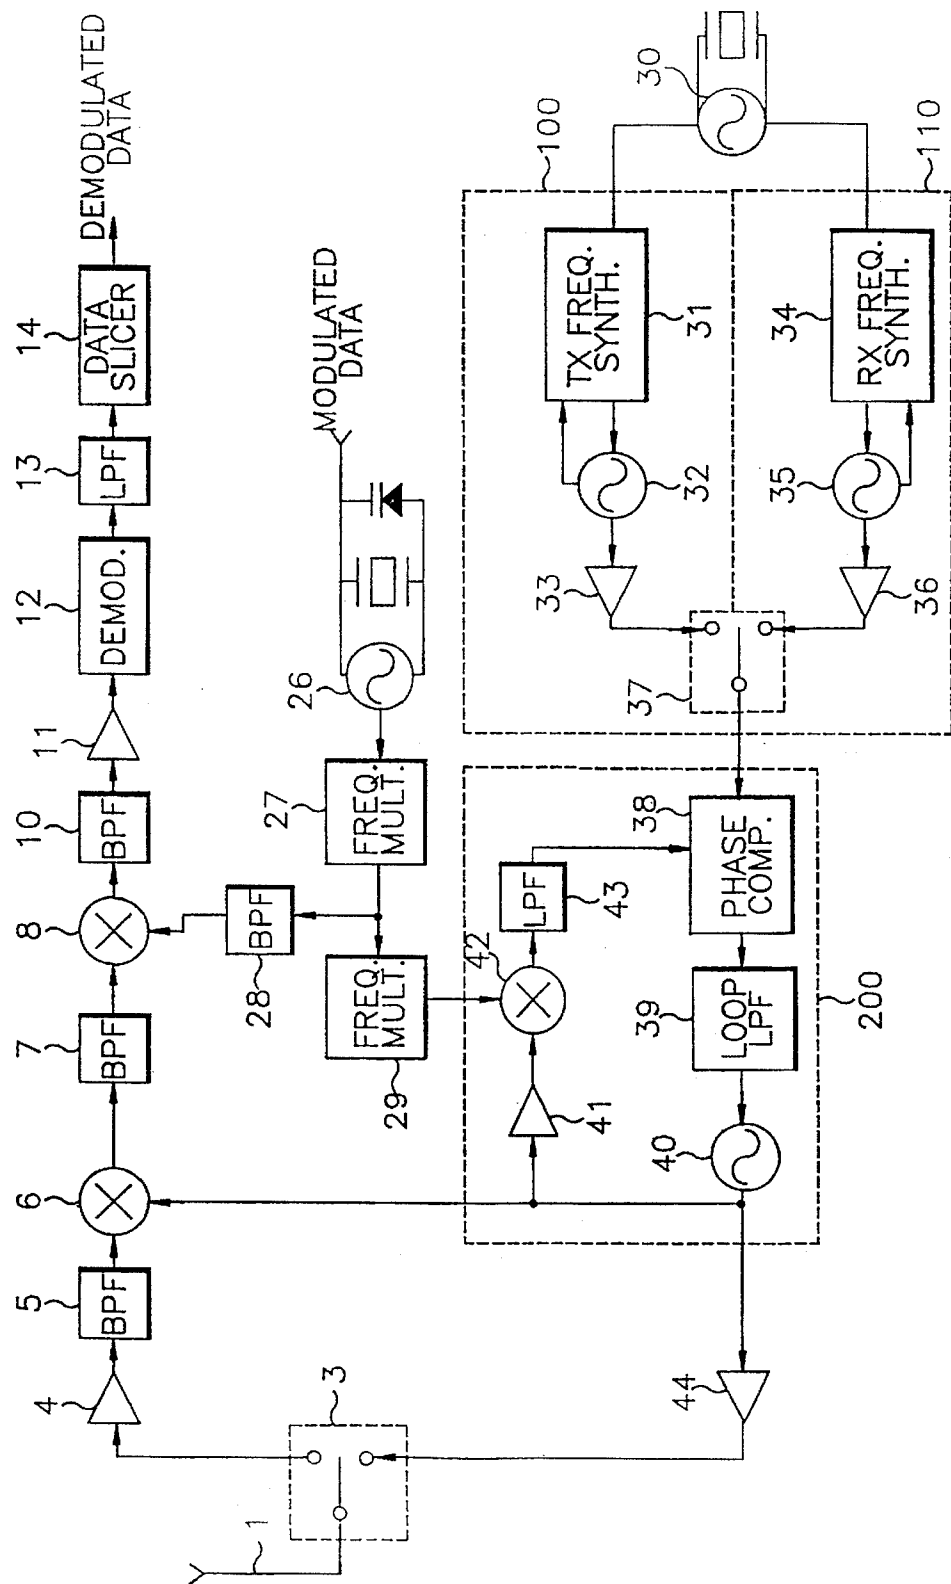 DEMODULATED
DATA
14
DATA
SLICER
13
LPF
12
DEMOD.
11
10
BPF
8
7
BPF
6
5
BPF
4
3
1
MODULATED
DATA
26
27
FREQ.
MULT.
28
BPF
29
FREQ.
MULT.
30
100
110
TX FREQ.
SYNTH.
31
32
33
RX FREQ.
SYNTH.
34
35
36
37
38
PHASE
COMP.
39
LOOP
LPF
40
41
42
43
LPF
44
200